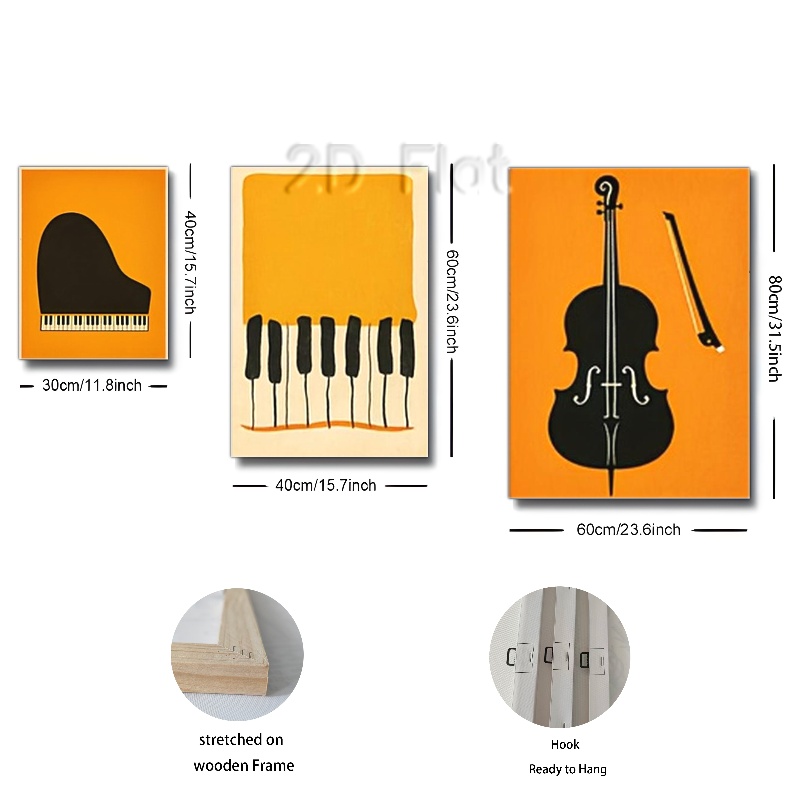 2D Flat
40cm/15.7inch
30cm/11.8inch
60cm/23.6inch
40cm/15.7inch
80cm/31.5inch
60cm/23.6inch
stretched on
wooden Frame
Hook
Ready to Hang